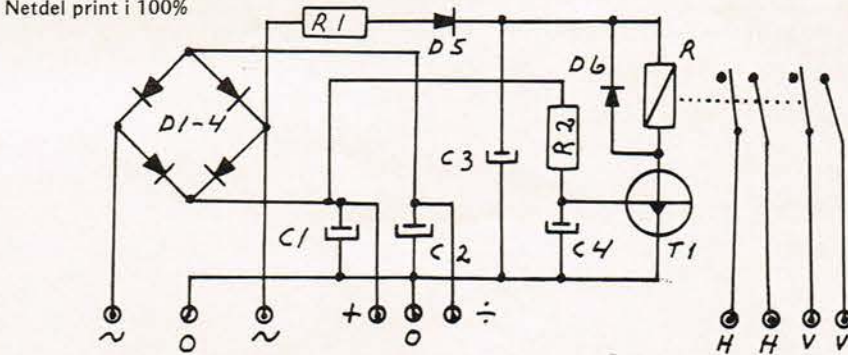 Netdel print i 100%
R1
D5
D6
R
D1-4
R2
C3
C1
C2
C4
T1
~ 0 ~ + 0 ÷ H H V V